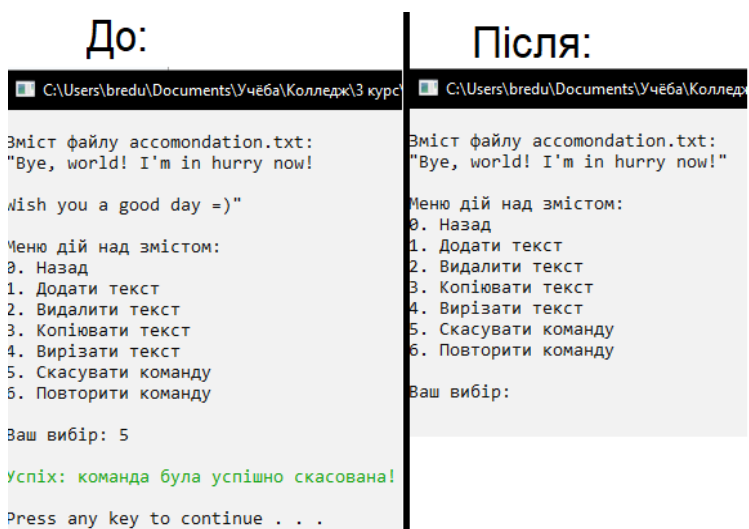 До:
C:\Users\bredu\Documents\Учёба\Колледж\3 курс\
Зміст файлу accomondation.txt:
"Bye, world! I'm in hurry now!
Wish you a good day =)"
Меню дій над змістом:
0. Назад
1. Додати текст
2. Видалити текст
3. Копіювати текст
4. Вирізати текст
5. Скасувати команду
6. Повторити команду
Ваш вибір: 5
Успіх: команда була успішно скасована!
Press any key to continue . . .
Після:
C:\Users\bredu\Documents\Учёба\Колледж
Зміст файлу accomondation.txt:
"Bye, world! I'm in hurry now!"
Меню дій над змістом:
0. Назад
1. Додати текст
2. Видалити текст
3. Копіювати текст
4. Вирізати текст
5. Скасувати команду
6. Повторити команду
Ваш вибір: